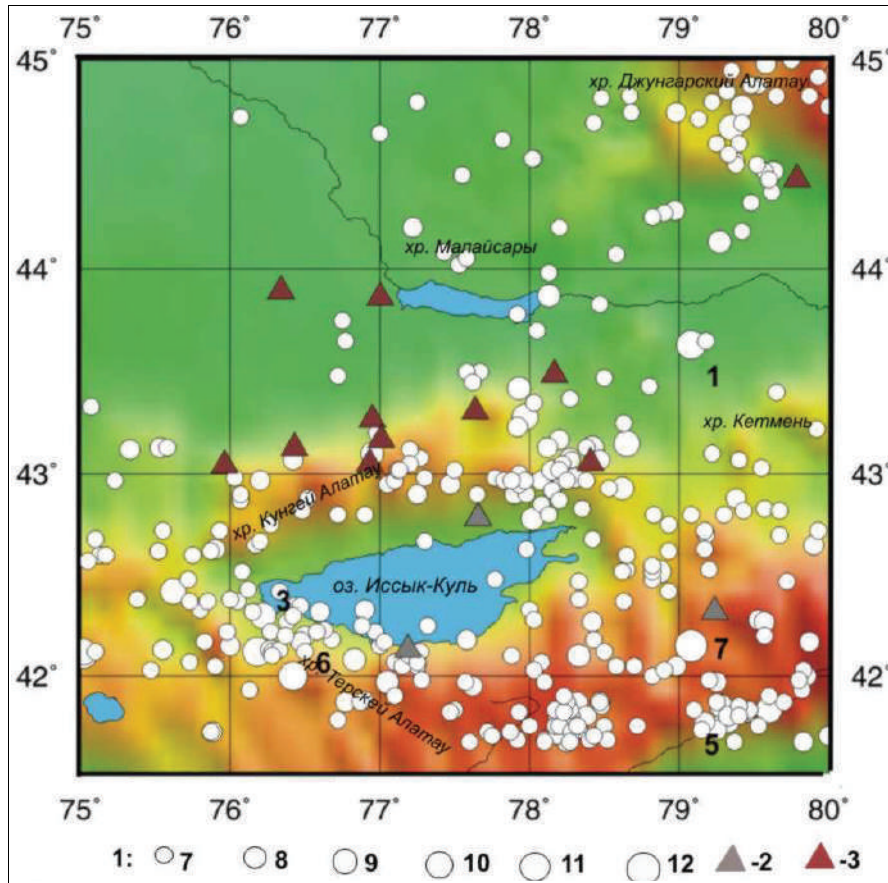 75° 76° 77° 78° 79° 80°
45° 45°
хр. Джунгарский Алатау
хр. Малайсары
44° 44°
1
хр. Кетмень
43° 43°
хр. Кунгей Алатау
оз. Иссык-Куль
3
7
6
хр. Терскей Алатау
42° 42°
5
75° 76° 77° 78° 79° 80°
1: 7 8 9 10 11 12 -2 -3